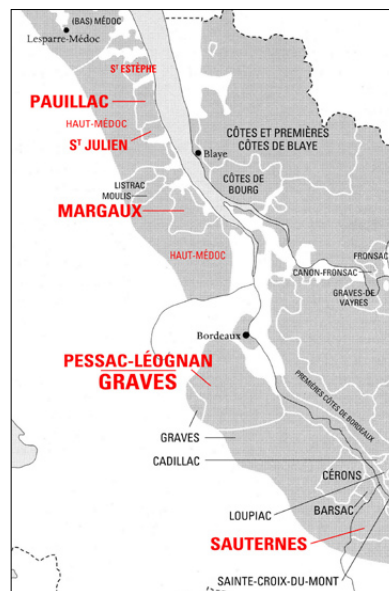 (BAS) MÉDOC
Lesparre-Médoc
ST ESTÈPHE
PAUILLAC
HAUT-MÉDOC
ST JULIEN
CÔTES ET PREMIÈRES
CÔTES DE BLAYE
Blaye
CÔTES DE
BOURG
LISTRAC
MOULIS
MARGAUX
FRONSAC
HAUT-MÉDOC
CANON-FRONSAC
GRAVES-DE
VAYRES
Bordeaux
PESSAC-LÉOGNAN
GRAVES
PREMIÈRES CÔTES DE BORDEAUX
GRAVES
CADILLAC
CÉRONS
LOUPIAC
BARSAC
SAUTERNES
SAINTE-CROIX-DU-MONT